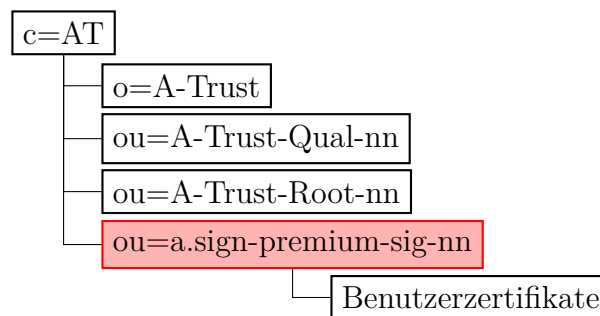 c=AT
o=A-Trust
ou=A-Trust-Qual-nn
ou=A-Trust-Root-nn
ou=a.sign-premium-sig-nn
Benutzerzertifikate